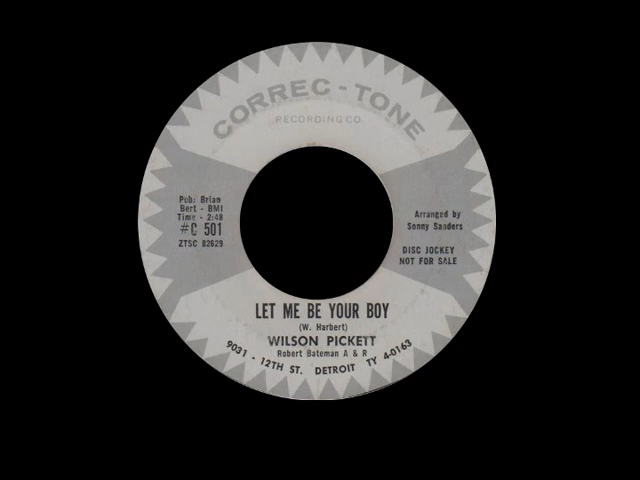 CORREC-TONE
RECORDING CO.
Pub: Brian
Bert - BMI
Time - 2:48
#C 501
ZTSC 82629
Arranged by
Sonny Sanders
DISC JOCKEY
NOT FOR SALE
LET ME BE YOUR BOY
(W. Harbert)
WILSON PICKETT
Robert Bateman A & R
9031 - 12TH ST. DETROIT TY 4-0163